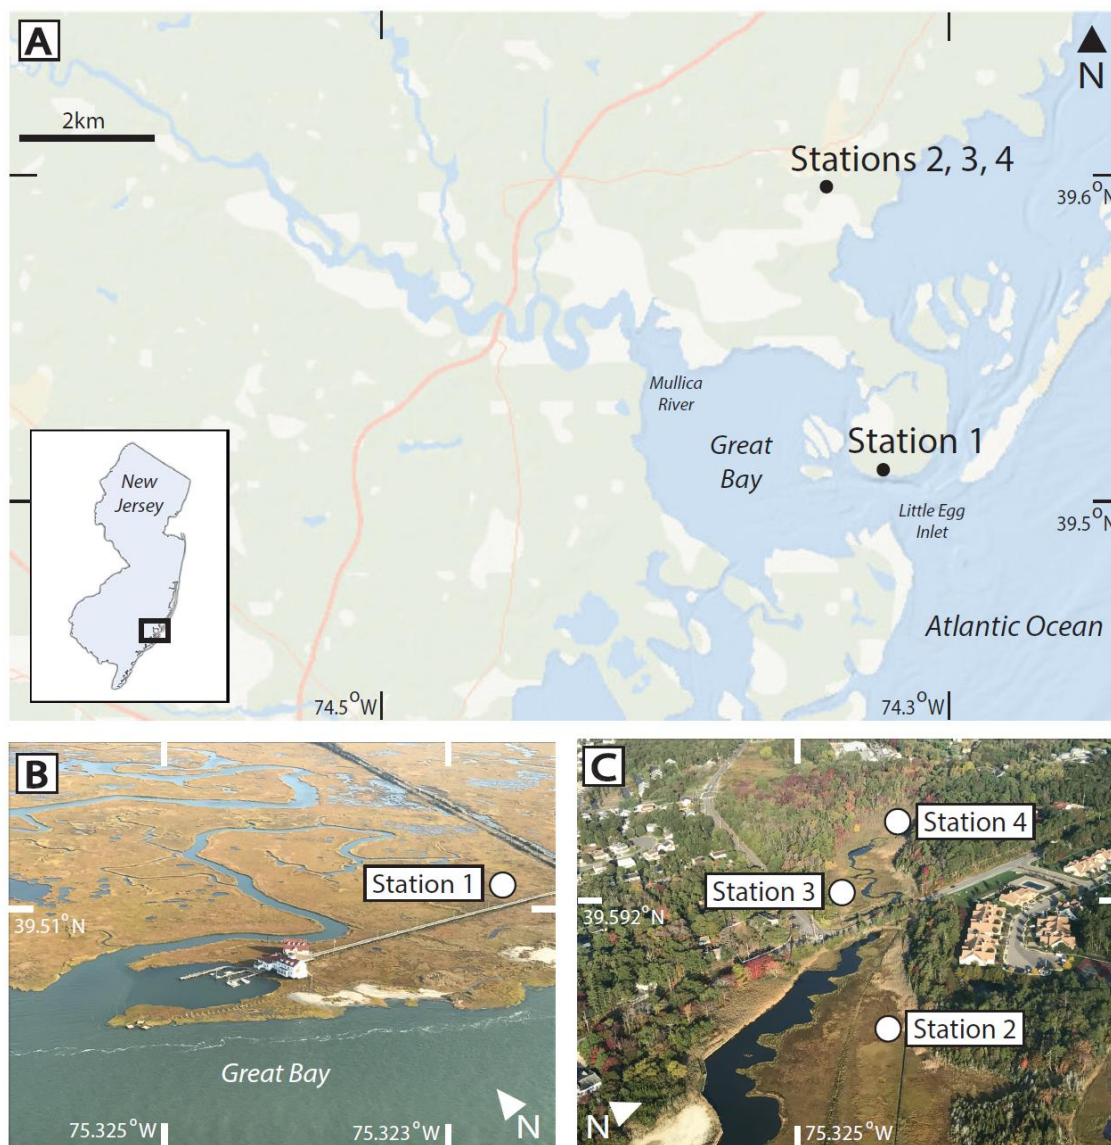 A
N
2km
Stations 2, 3, 4
39.6°N
Mullica
River
Great
Bay
Station 1
Little Egg
Inlet
39.5°N
New
Jersey
Atlantic Ocean
74.5°W
74.3°W
B
Station 1
39.51°N
Great Bay
N
75.325°W
75.323°W
C
Station 4
Station 3
39.592°N
Station 2
N
75.325°W